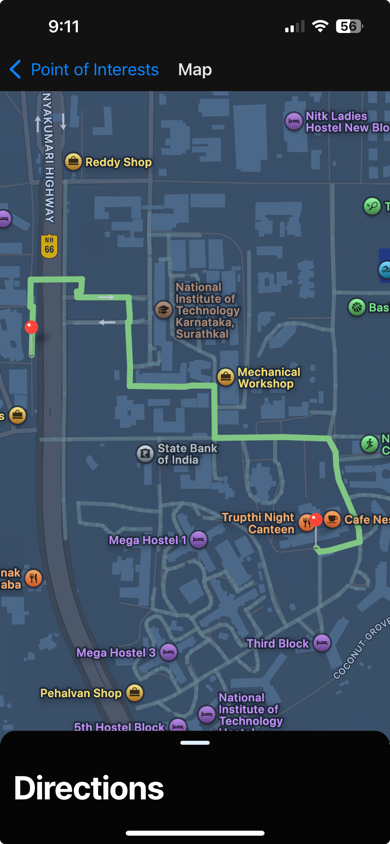 9:11
56
Point of Interests
Map
NYAKUMARI HIGHWAY
Nitk Ladies
Hostel New Blo
Reddy Shop
T
NH
66
National
Institute of
Technology
Karnataka,
Surathkal
Bas
Mechanical
Workshop
s
State Bank
of India
N
C
Trupthi Night
Canteen
Cafe Nes
Mega Hostel 1
nak
aba
Third Block
Mega Hostel 3
COCONUT GROVE
Pehalvan Shop
National
Institute of
Technology
5th Hostel Block
Directions